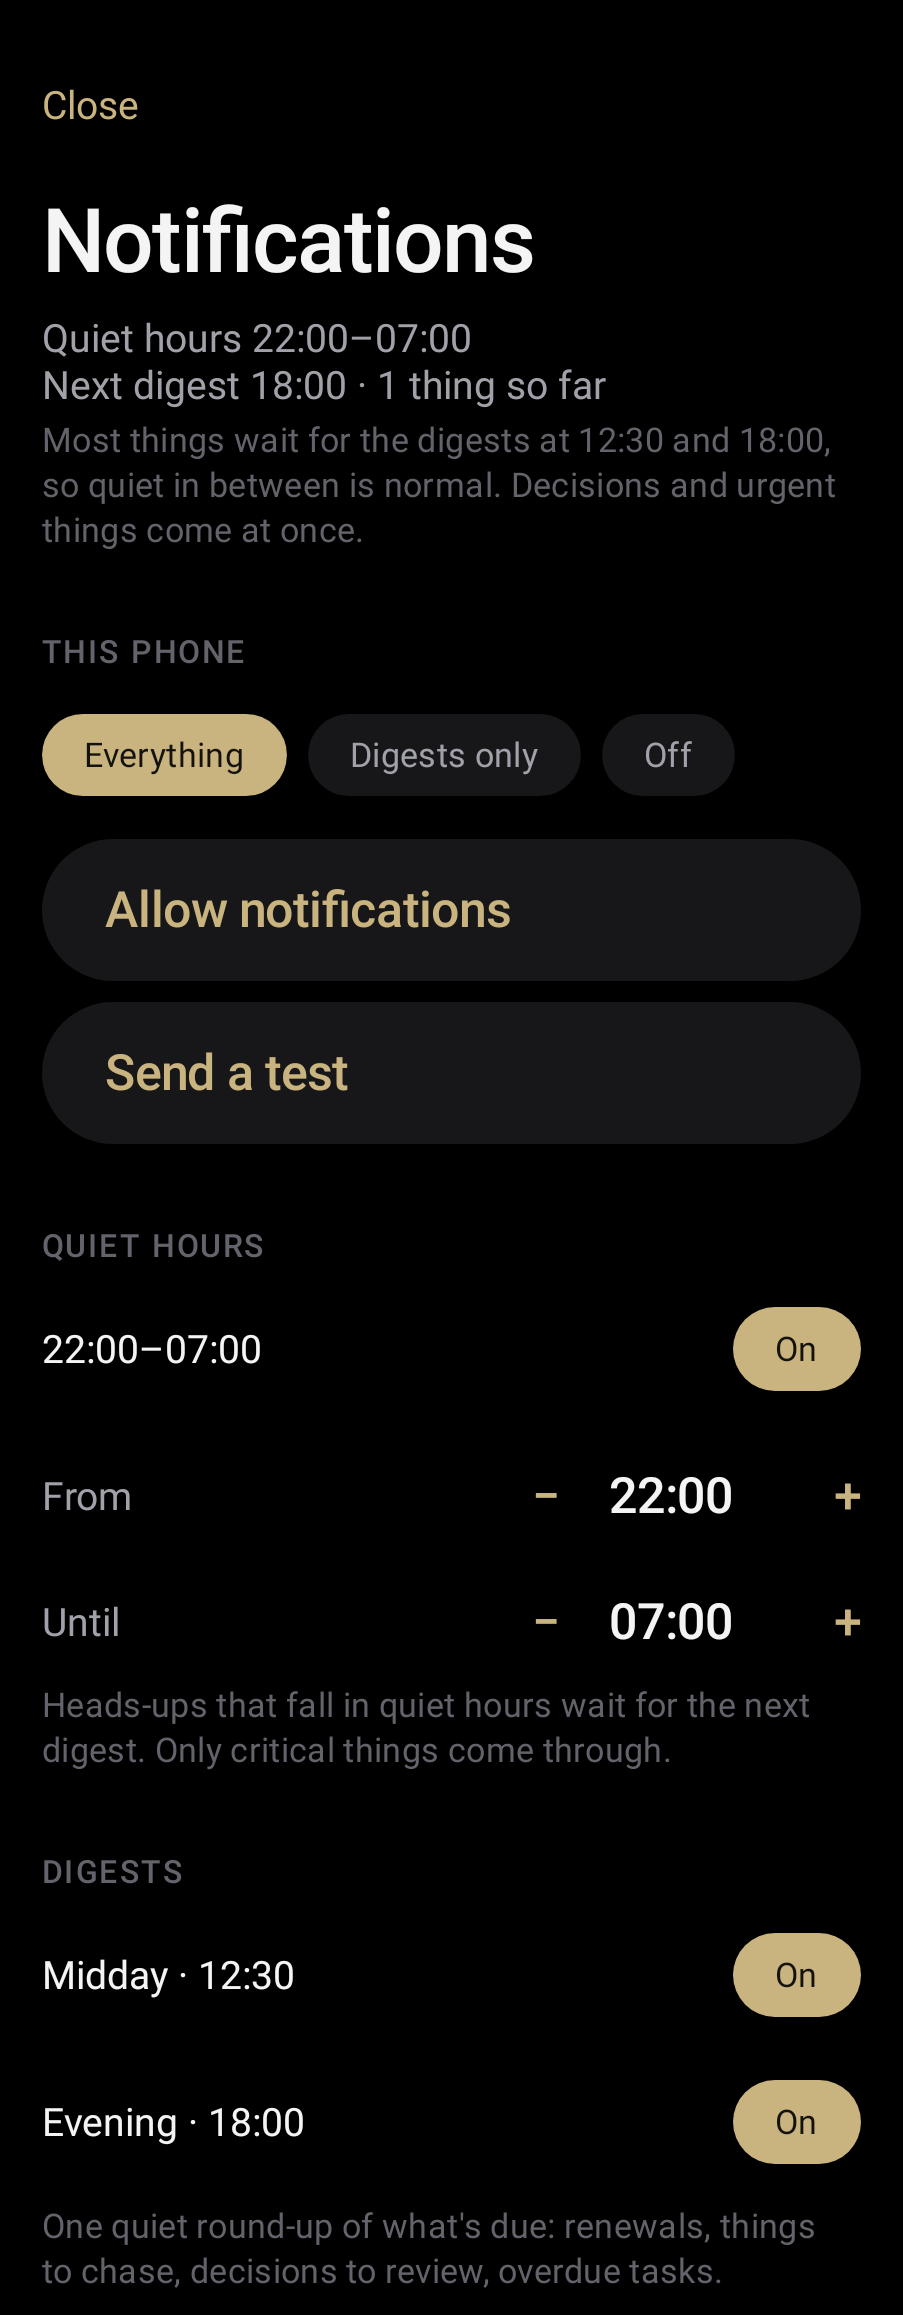 Close
Notifications
Quiet hours 22:00–07:00
Next digest 18:00 · 1 thing so far
Most things wait for the digests at 12:30 and 18:00,
so quiet in between is normal. Decisions and urgent
things come at once.
THIS PHONE
Everything Digests only Off
Allow notifications
Send a test
QUIET HOURS
22:00–07:00 On
From − 22:00 +
Until − 07:00 +
Heads-ups that fall in quiet hours wait for the next
digest. Only critical things come through.
DIGESTS
Midday · 12:30 On
Evening · 18:00 On
One quiet round-up of what's due: renewals, things
to chase, decisions to review, overdue tasks.